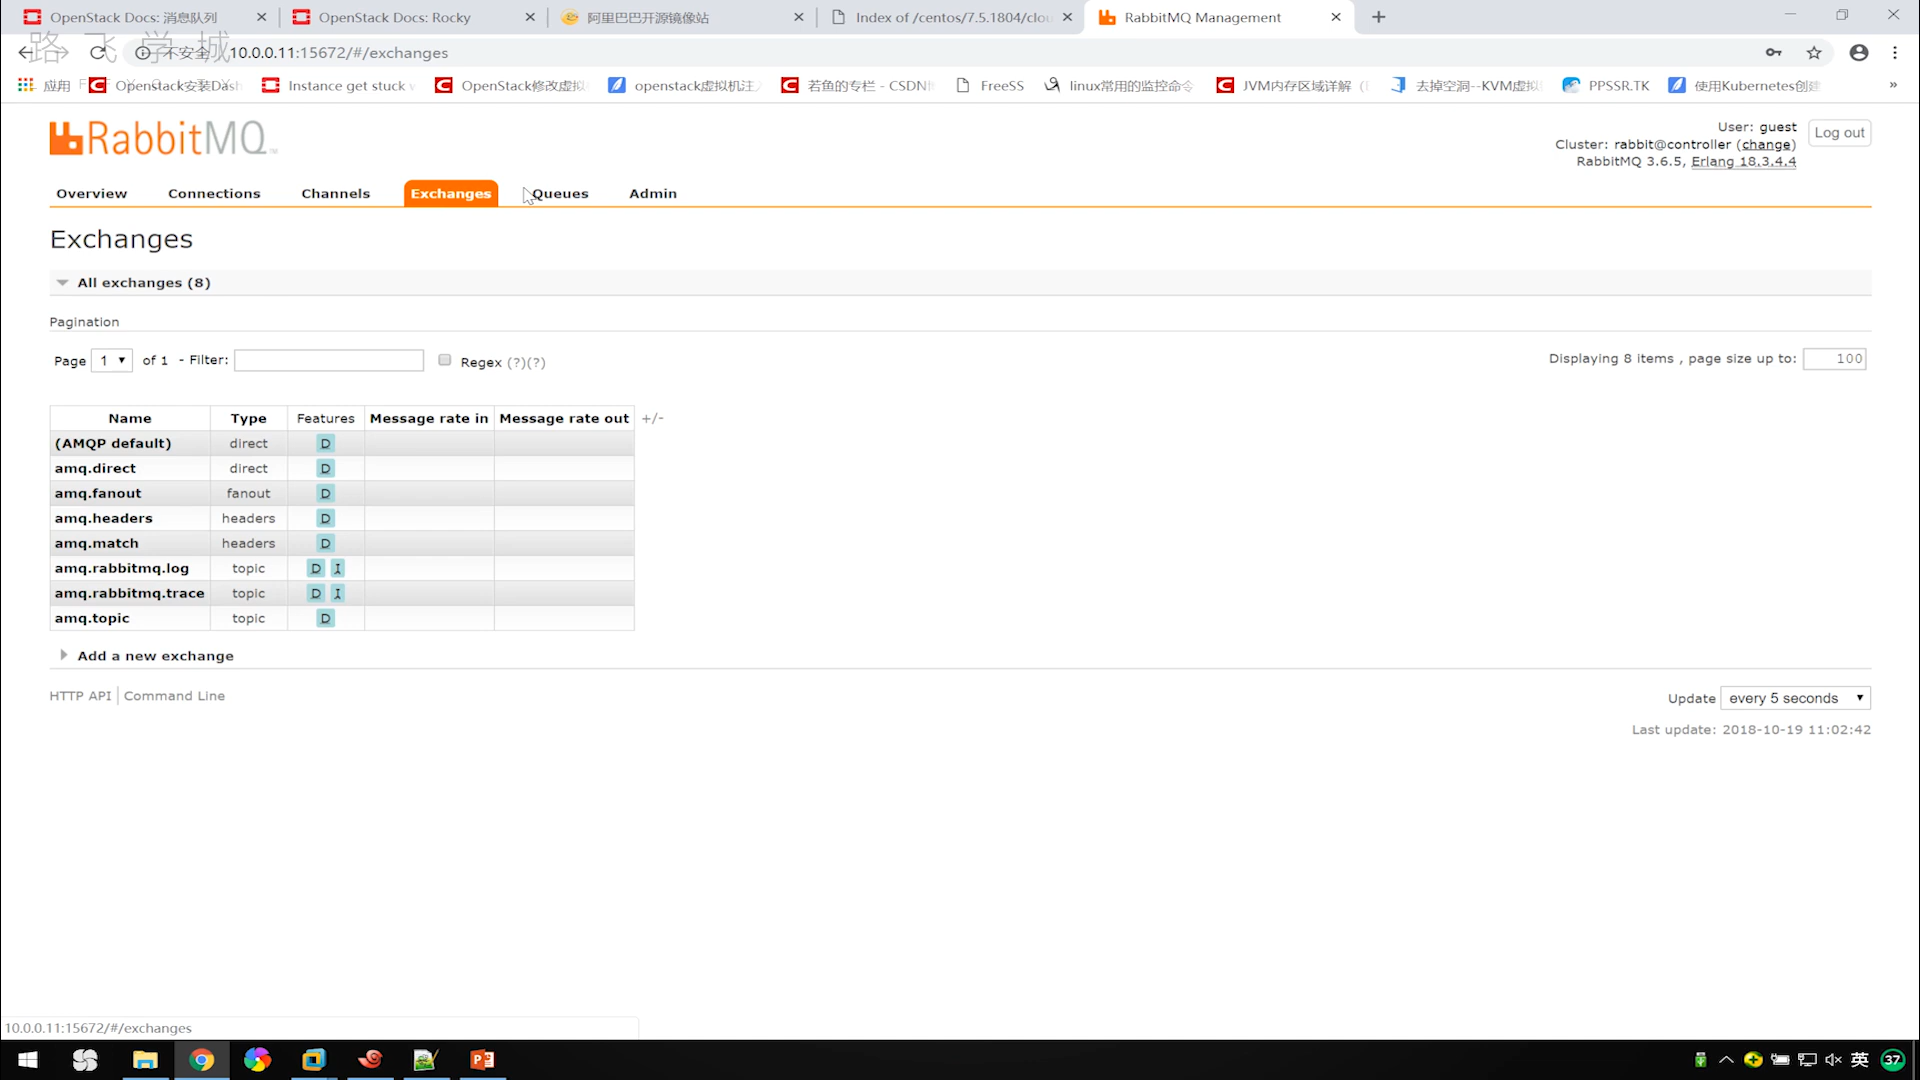 OpenStack Docs: 消息队列
OpenStack Docs: Rocky
阿里巴巴开源镜像站
Index of /centos/7.5.1804/clou
RabbitMQ Management
路飞学城
不安全
10.0.0.11:15672/#/exchanges
应用
OpenStack安装Dash
Instance get stuck w
OpenStack修改虚拟
openstack虚拟机注
若鱼的专栏 - CSDN
FreeSS
linux常用的监控命令
JVM内存区域详解
去掉空洞--KVM虚拟
PPSSR.TK
使用Kubernetes创建
»
RabbitMQ
User: guest
Log out
Cluster: rabbit@controller (change)
RabbitMQ 3.6.5, Erlang 18.3.4.4
Overview Connections Channels Exchanges Queues Admin
Exchanges
All exchanges (8)
Pagination
Page 1 of 1 - Filter: Regex (?)(?)
Displaying 8 items , page size up to: 100
Name Type Features Message rate in Message rate out +/-
(AMQP default) direct D
amq.direct direct D
amq.fanout fanout D
amq.headers headers D
amq.match headers D
amq.rabbitmq.log topic D I
amq.rabbitmq.trace topic D I
amq.topic topic D
Add a new exchange
HTTP API Command Line
Update every 5 seconds
Last update: 2018-10-19 11:02:42
10.0.0.11:15672/#/exchanges
英
37